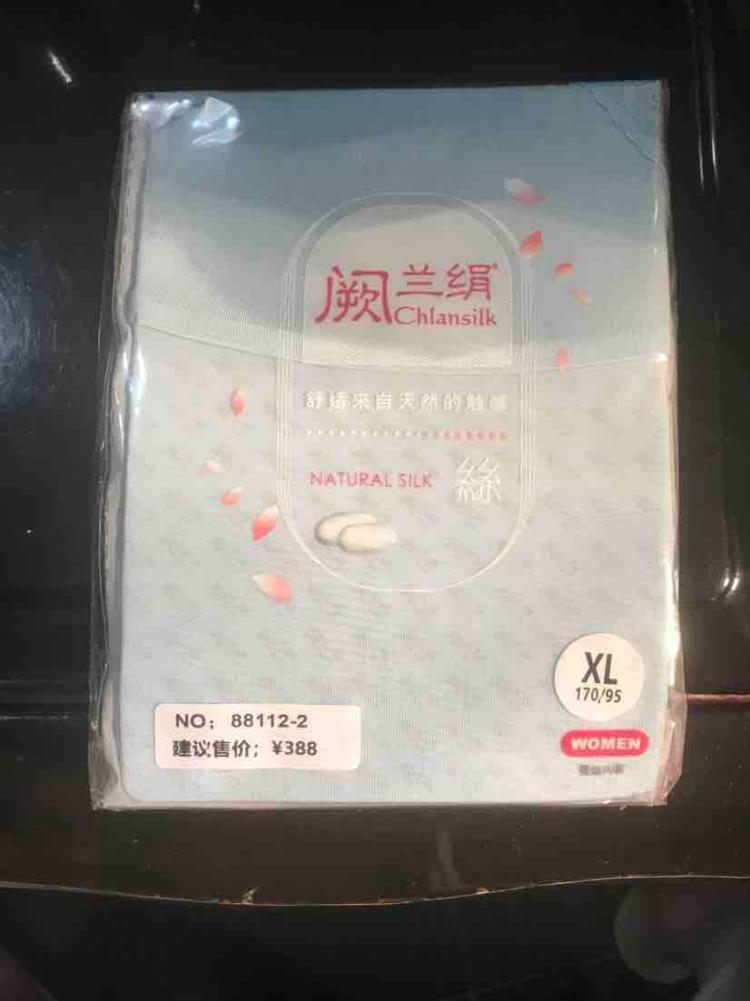 阙兰绢®
Chlansilk
舒适来自天然的触感
NATURAL SILK 絲
XL
170/95
NO: 88112-2
建议售价: ¥388
WOMEN